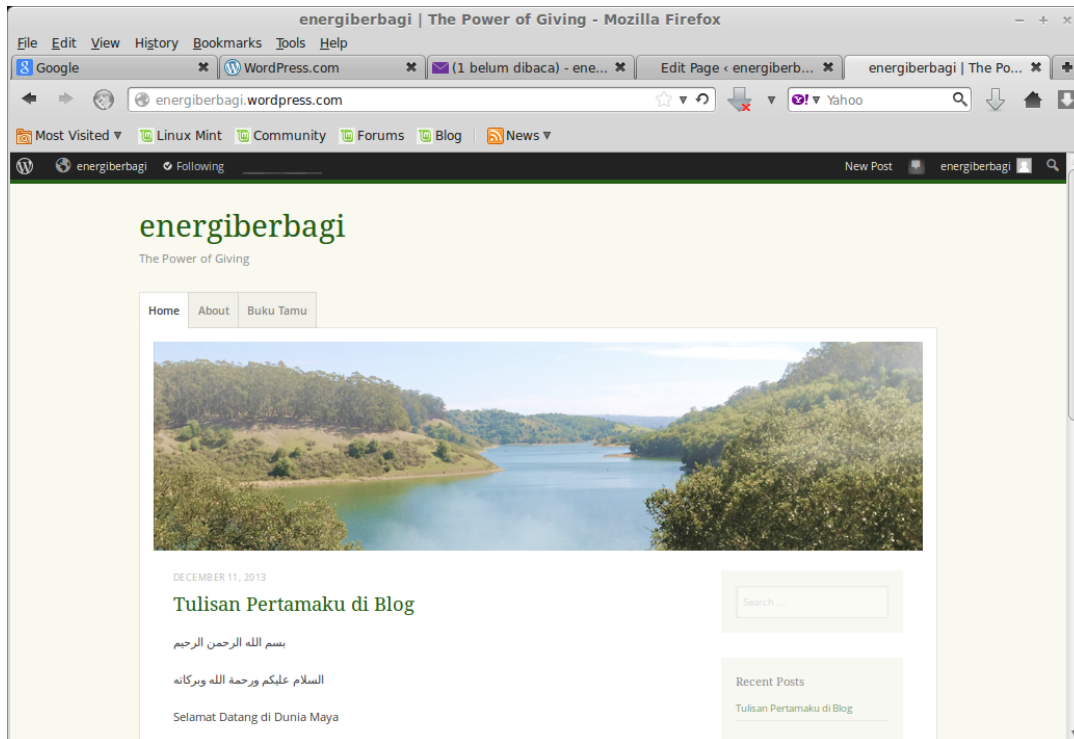 energiberbagi | The Power of Giving - Mozilla Firefox
File Edit View History Bookmarks Tools Help
Google WordPress.com (1 belum dibaca) - ene... Edit Page ‹ energiberb... energiberbagi | The Po...
energiberbagi.wordpress.com Yahoo
Most Visited Linux Mint Community Forums Blog News
energiberbagi Following New Post energiberbagi
energiberbagi
The Power of Giving
Home About Buku Tamu
DECEMBER 11, 2013
Tulisan Pertamaku di Blog
بسم الله الرحمن الرحيم
السلام عليكم ورحمة الله وبركاته
Selamat Datang di Dunia Maya
Search ...
Recent Posts
Tulisan Pertamaku di Blog